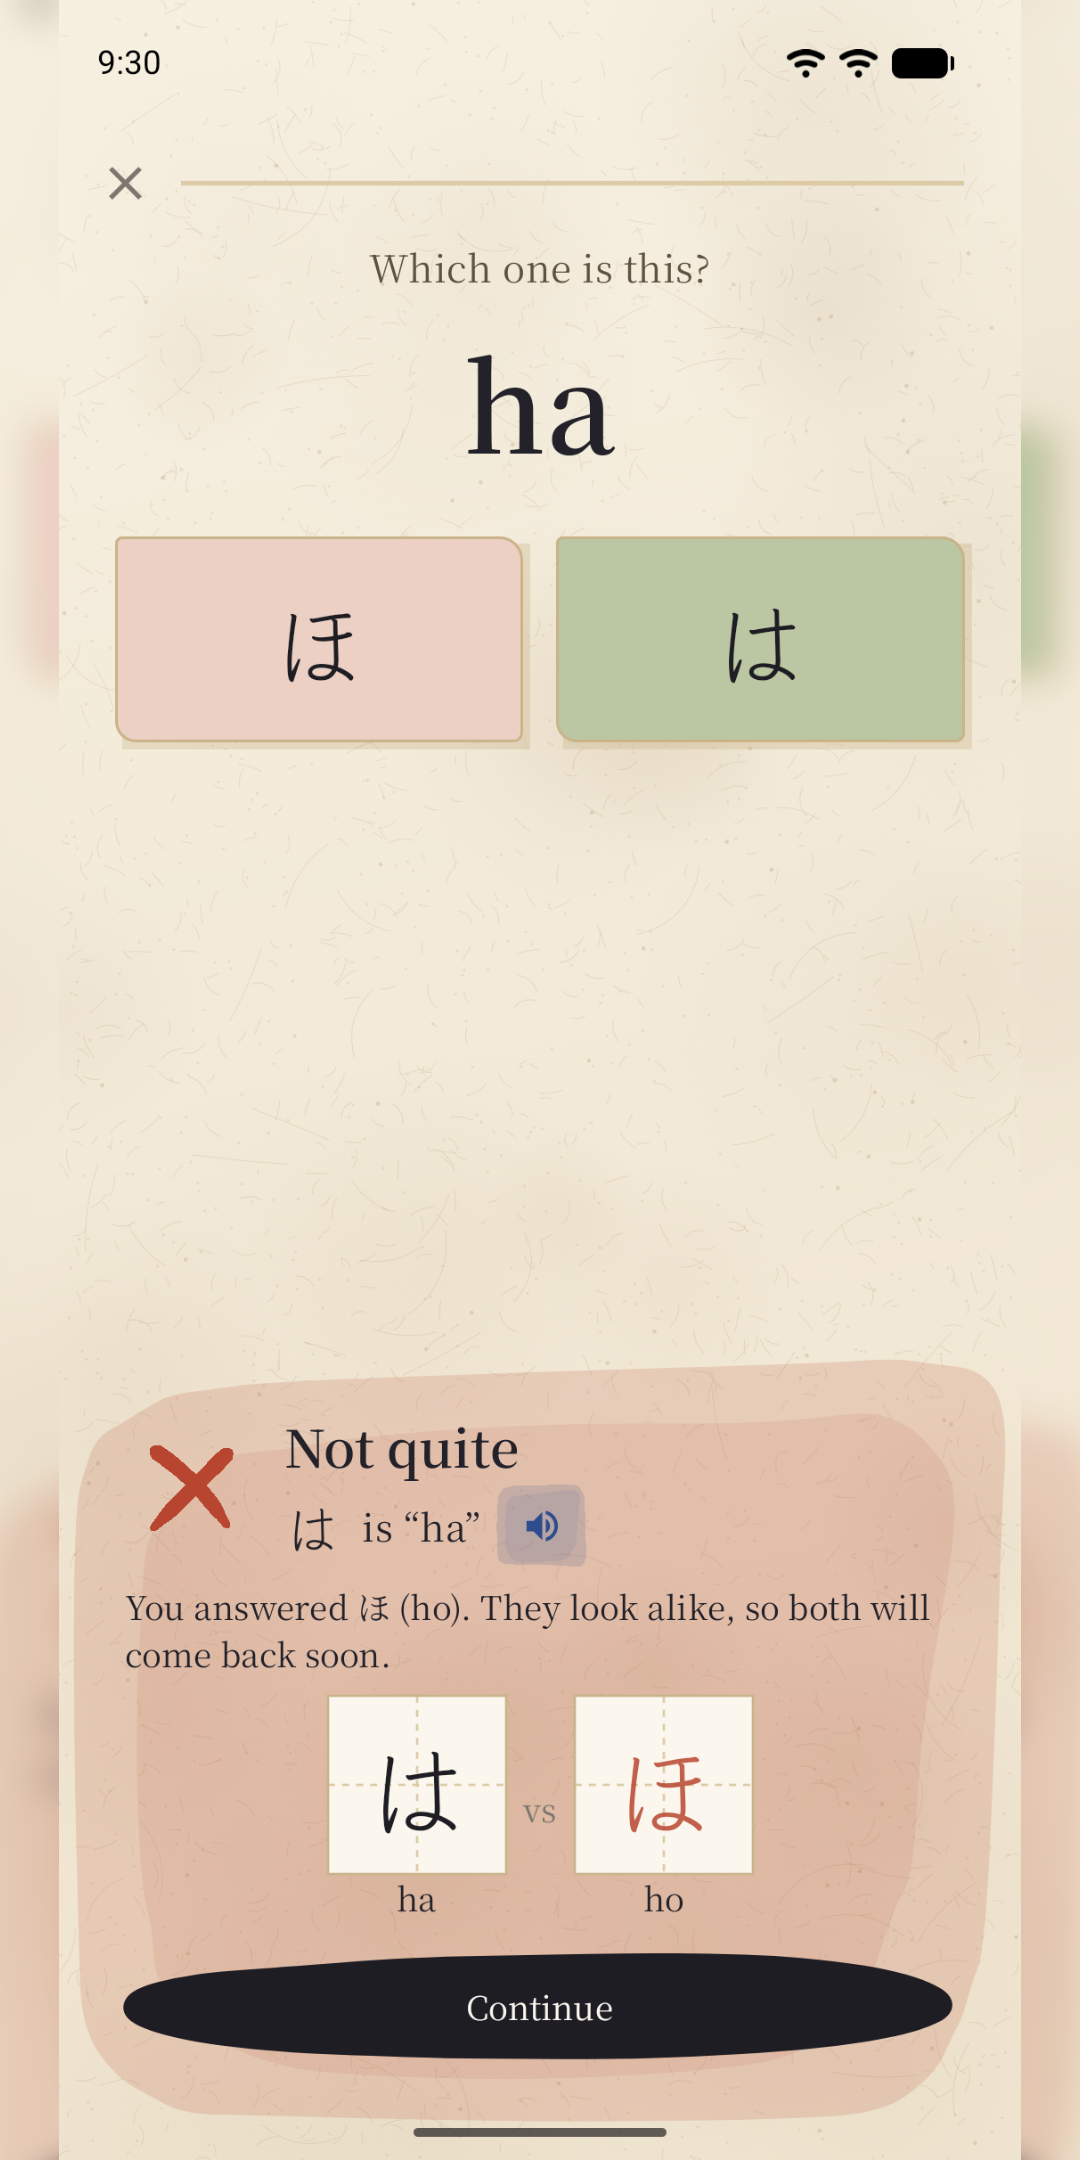 9:30
Which one is this?
ha
ほ
は
Not quite
は is “ha”
You answered ほ (ho). They look alike, so both will
come back soon.
は vs ほ
ha ho
Continue